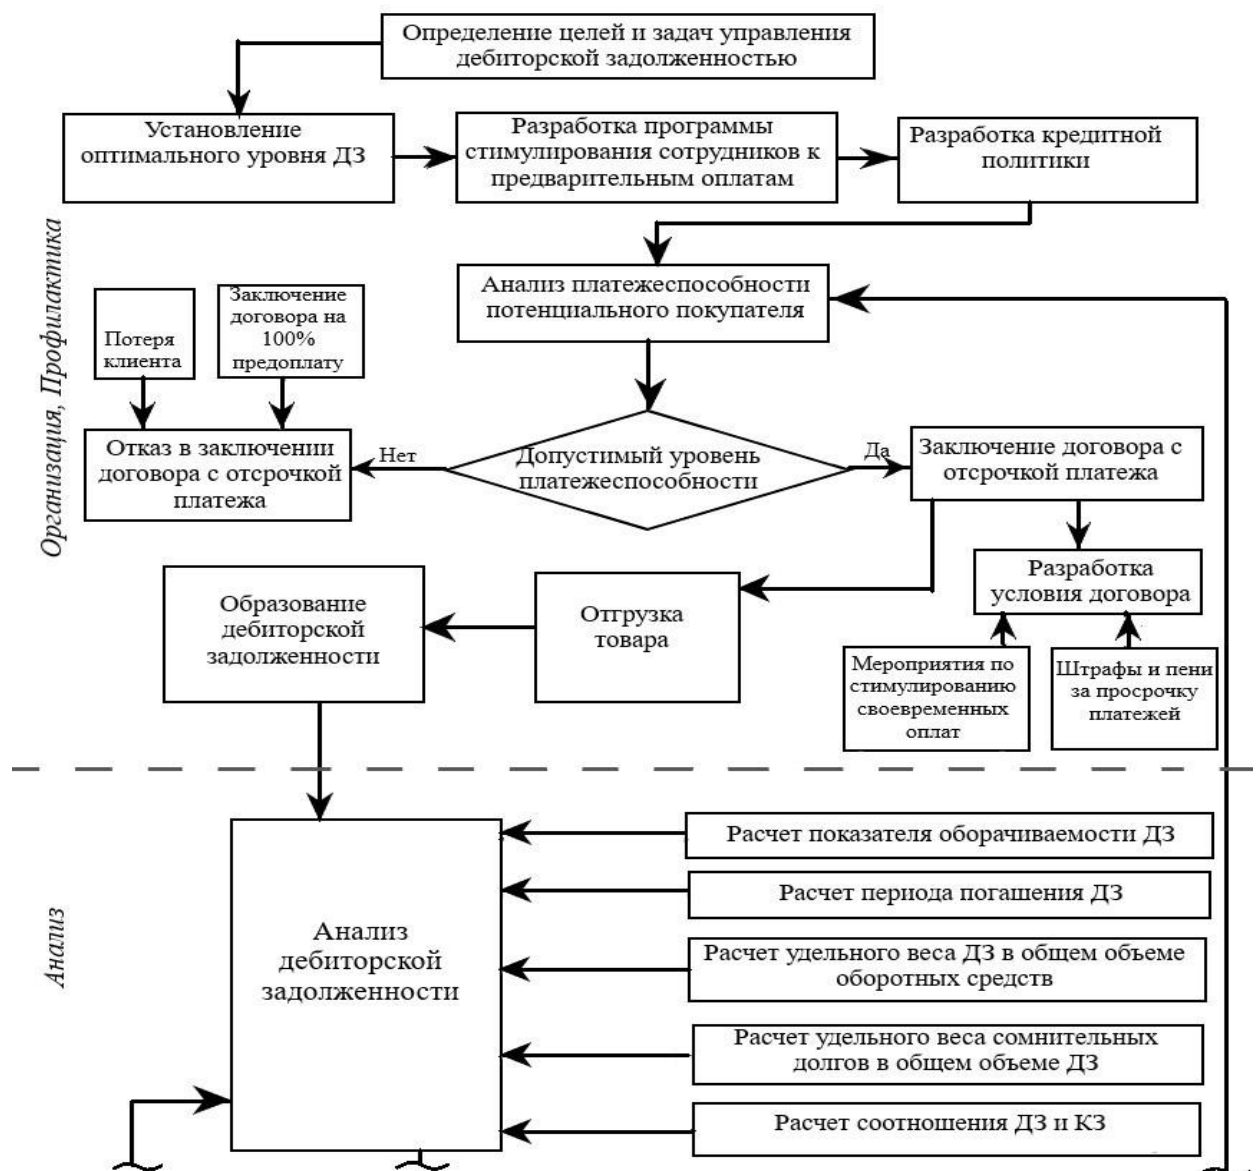 Определение целей и задач управления
дебиторской задолженностью
Установление
оптимального уровня ДЗ
Разработка программы
стимулирования сотрудников к
предварительным оплатам
Разработка кредитной
политики
Организация, Профилактика
Анализ платежеспособности
потенциального покупателя
Потеря
клиента
Заключение
договора на
100%
предоплату
Отказ в заключении
договора с отсрочкой
платежа
Нет
Допустимый уровень
платежеспособности
Да
Заключение договора с
отсрочкой платежа
Разработка
условия договора
Образование
дебиторской
задолженности
Отгрузка
товара
Мероприятия по
стимулированию
своевременных
оплат
Штрафы и пени
за просрочку
платежей
Анализ
Анализ
дебиторской
задолженности
Расчет показателя оборачиваемости ДЗ
Расчет периода погашения ДЗ
Расчет удельного веса ДЗ в общем объеме
оборотных средств
Расчет удельного веса сомнительных
долгов в общем объеме ДЗ
Расчет соотношения ДЗ и КЗ